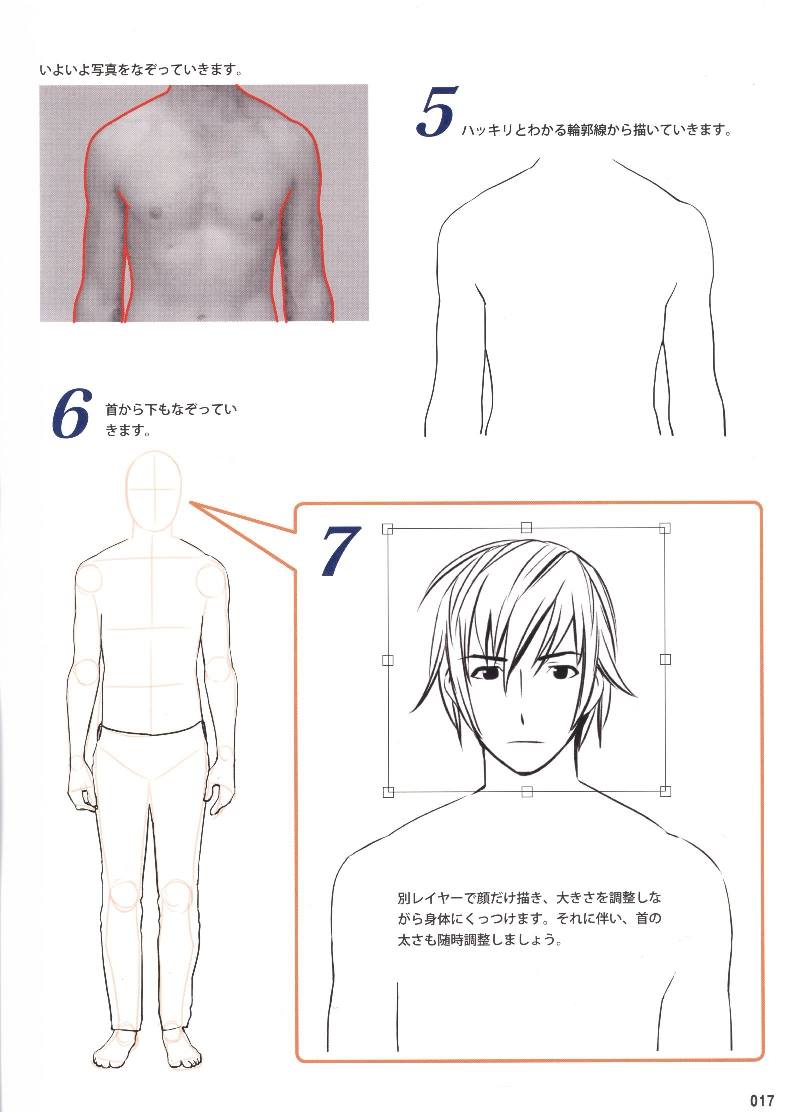 いよいよ写真をなぞっていきます。
5
ハッキリとわかる輪郭線から描いていきます。
6
首から下もなぞってい
きます。
7
別レイヤーで顔だけ描き、大きさを調整しな
がら身体にくっつけます。それに伴い、首の
太さも随時調整しましょう。
017